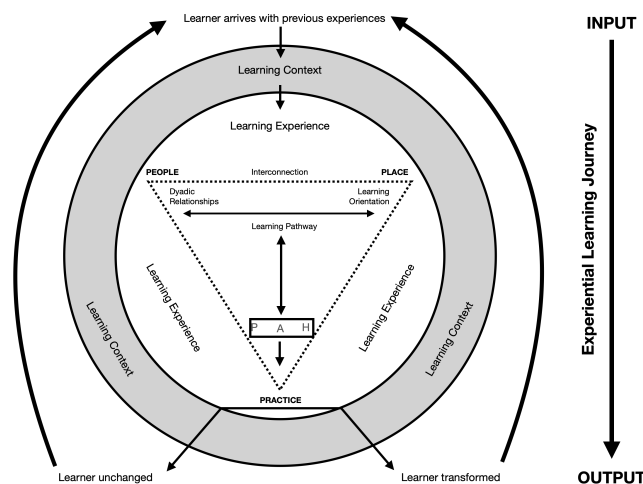 Learner arrives with previous experiences
INPUT
Learning Context
Learning Experience
PEOPLE
Interconnection
PLACE
Dyadic
Relationships
Learning
Orientation
Learning Pathway
Experiential Learning Journey
Learning Experience
Learning Experience
Learning Context
Learning Context
P A H
PRACTICE
Learner unchanged
Learner transformed
OUTPUT